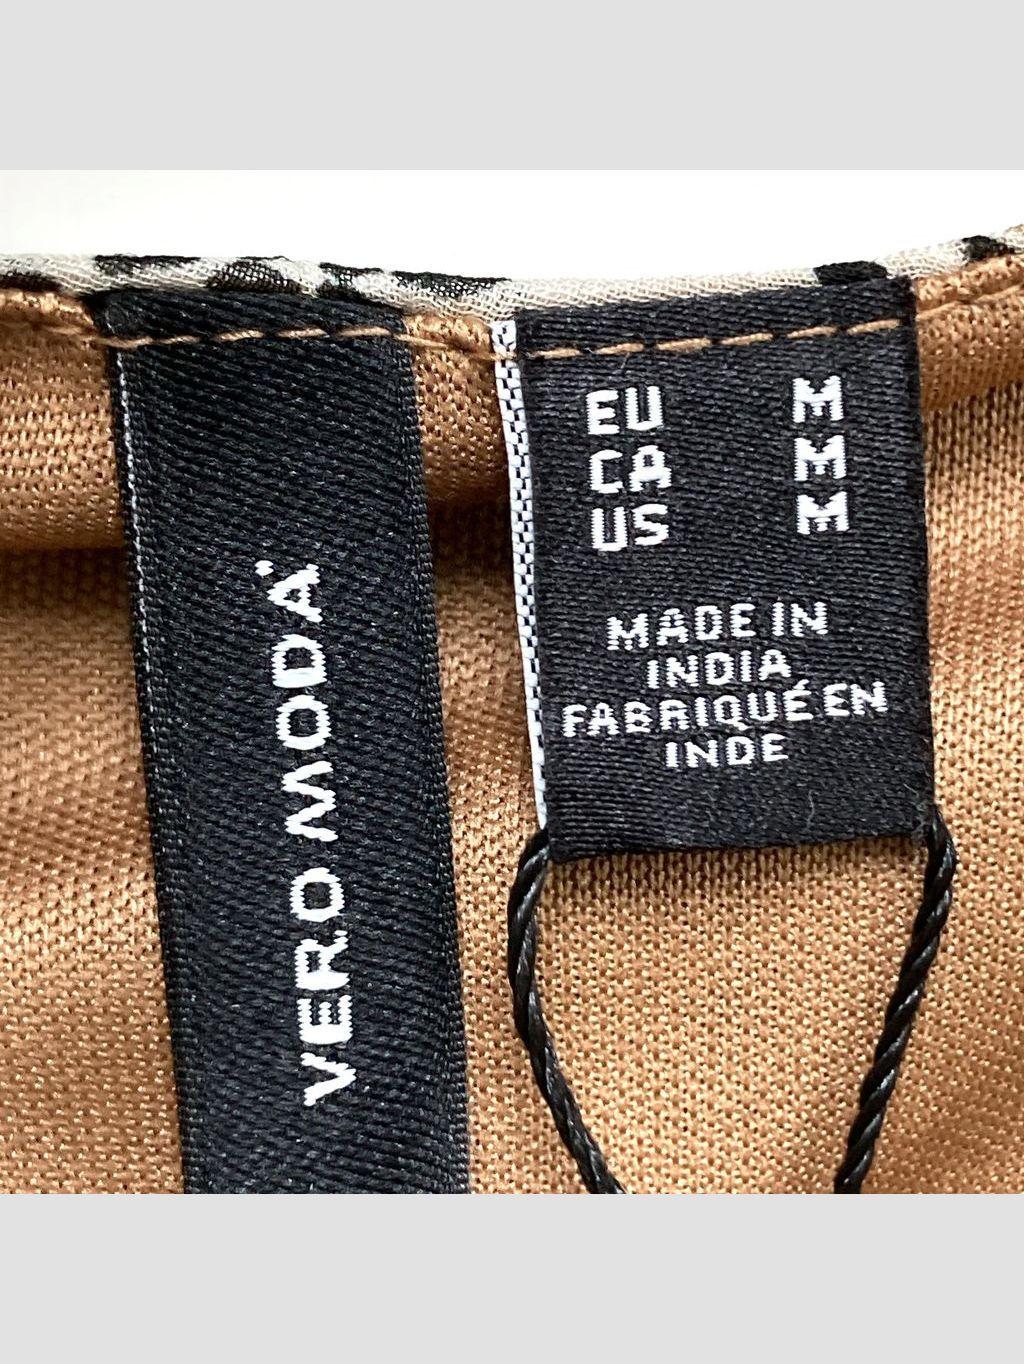 VERO MODA
EU M
CA M
US M
MADE IN
INDIA
FABRIQUÉ EN
INDE